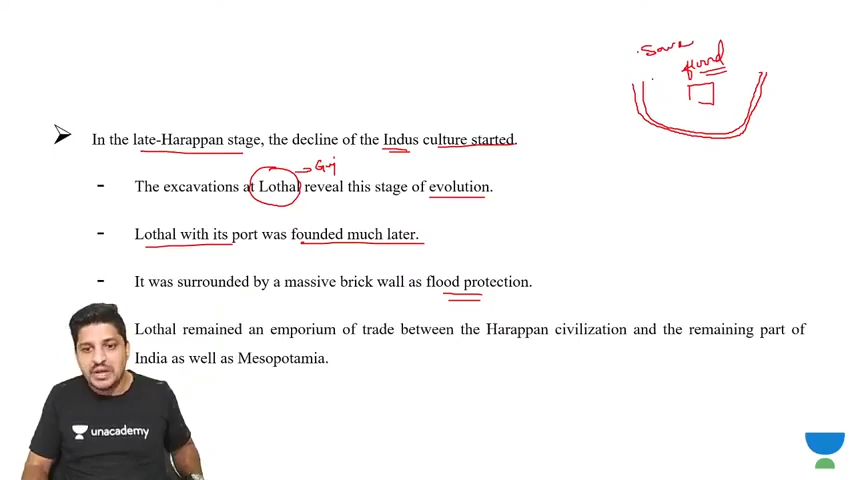 flood
➤ In the late-Harappan stage, the decline of the Indus culture started.
→ Guj
- The excavations at Lothal reveal this stage of evolution.
- Lothal with its port was founded much later.
- It was surrounded by a massive brick wall as flood protection.
Lothal remained an emporium of trade between the Harappan civilization and the remaining part of
India as well as Mesopotamia.
unacademy